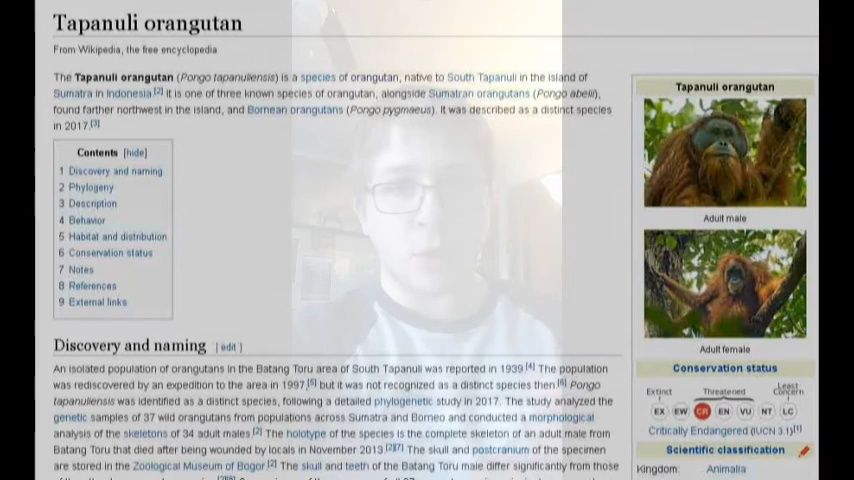 Tapanuli orangutan
From Wikipedia, the free encyclopedia
The Tapanuli orangutan (Pongo tapanuliensis) is a species of orangutan, native to South Tapanuli in the island of
Sumatra in Indonesia.[2] It is one of three known species of orangutan, alongside Sumatran orangutans (Pongo abelii),
found farther northwest in the island, and Bornean orangutans (Pongo pygmaeus). It was described as a distinct species
in 2017.[3]
Contents [hide]
1 Discovery and naming
2 Phylogeny
3 Description
4 Behavior
5 Habitat and distribution
6 Conservation status
7 Notes
8 References
9 External links
Discovery and naming [edit]
An isolated population of orangutans in the Batang Toru area of South Tapanuli was reported in 1939.[4] The population
was rediscovered by an expedition to the area in 1997,[5] but it was not recognized as a distinct species then.[6] Pongo
tapanuliensis was identified as a distinct species, following a detailed phylogenetic study in 2017. The study analyzed the
genetic samples of 37 wild orangutans from populations across Sumatra and Borneo and conducted a morphological
analysis of the skeletons of 34 adult males.[2] The holotype of the species is the complete skeleton of an adult male from
Batang Toru that died after being wounded by locals in November 2013.[2][7] The skull and postcranium of the specimen
are stored in the Zoological Museum of Bogor.[2] The skull and teeth of the Batang Toru male differ significantly from those
Tapanuli orangutan
Adult male
Adult female
Conservation status
Extinct Threatened Least Concern
EX EW CR EN VU NT LC
Critically Endangered (IUCN 3.1)[1]
Scientific classification
Kingdom: Animalia